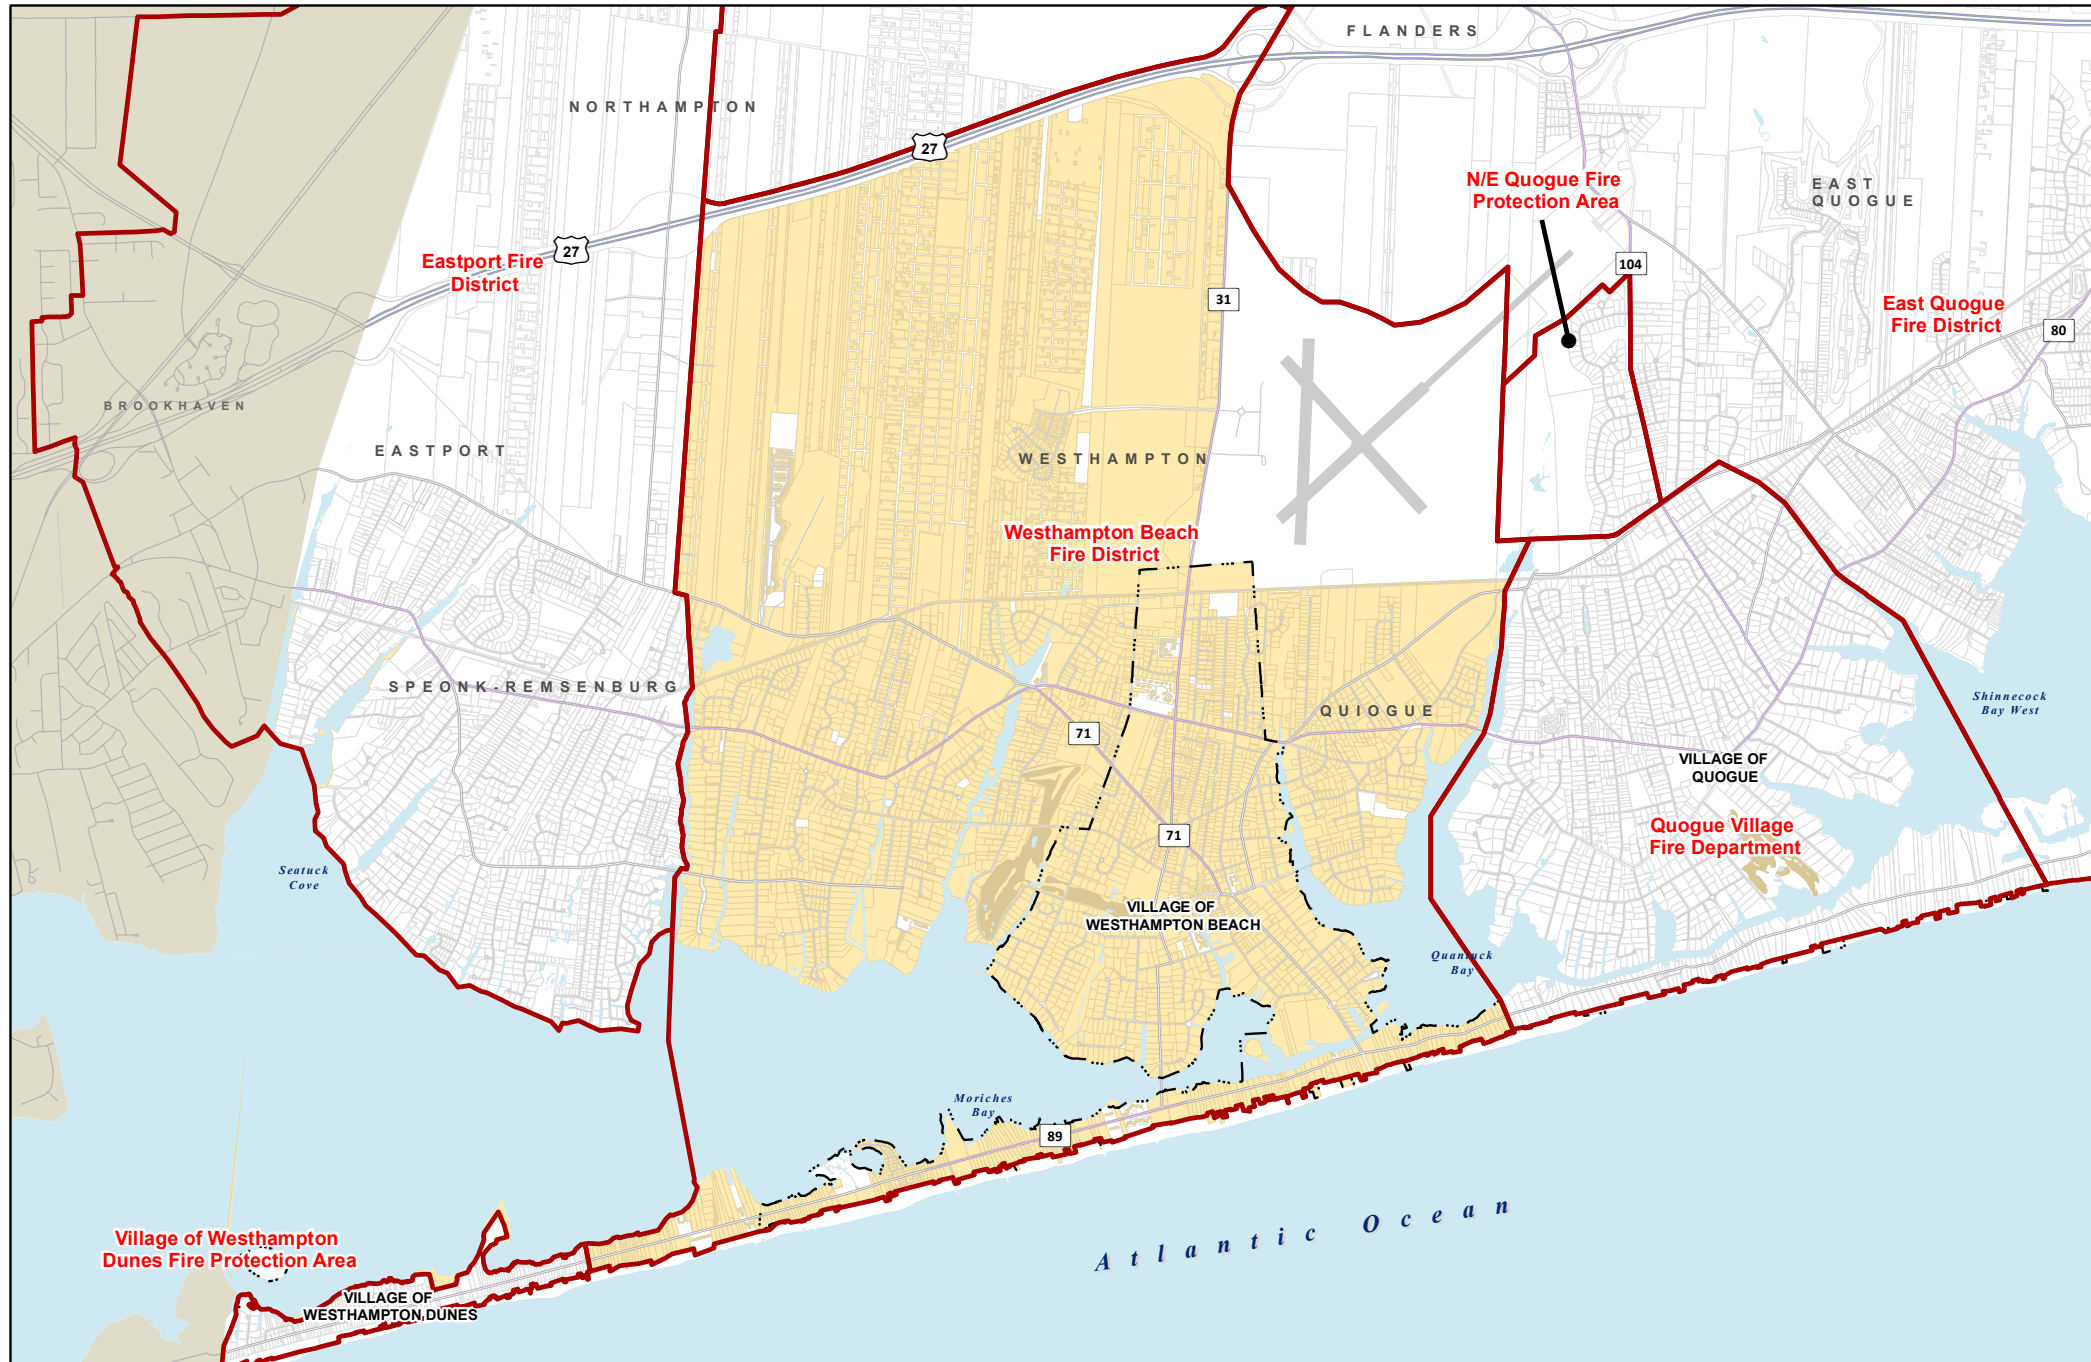 FLANDERS
NORTHAMPTON
27
N/E Quogue Fire
Protection Area
EAST
QUOGUE
27
Eastport Fire
District
104
31
East Quogue
Fire District
80
BROOKHAVEN
EASTPORT
WESTHAMPTON
Westhampton Beach
Fire District
SPEONK-REMSENBURG
Shinnecock
Bay West
QUIOGUE
71
VILLAGE OF
QUOGUE
71
Quogue Village
Fire Department
Seatuck
Cove
VILLAGE OF
WESTHAMPTON BEACH
Quantuck
Bay
Moriches
Bay
89
Atlantic Ocean
Village of Westhampton
Dunes Fire Protection Area
VILLAGE OF
WESTHAMPTON DUNES